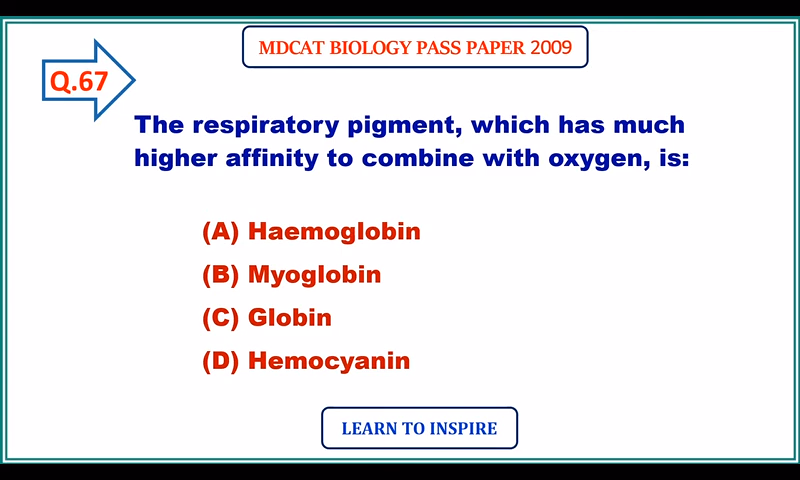 MDCAT BIOLOGY PASS PAPER 2009
Q.67
The respiratory pigment, which has much
higher affinity to combine with oxygen, is:
(A) Haemoglobin
(B) Myoglobin
(C) Globin
(D) Hemocyanin
LEARN TO INSPIRE